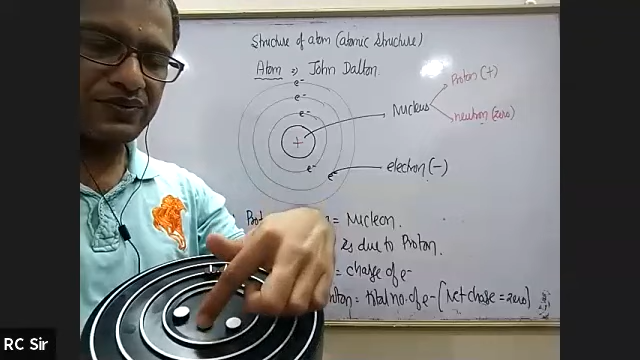 Structure of atom (atomic structure)
Atom ⇒ John Dalton.
e⁻
e⁻
e⁻
e⁻
e⁻
+
Nucleus
Proton (+)
neutron (zero)
electron (−)
= Nucleon.
is due to Proton.
= charge of e⁻
= total no. of e⁻ [Net charge = zero]
RC Sir